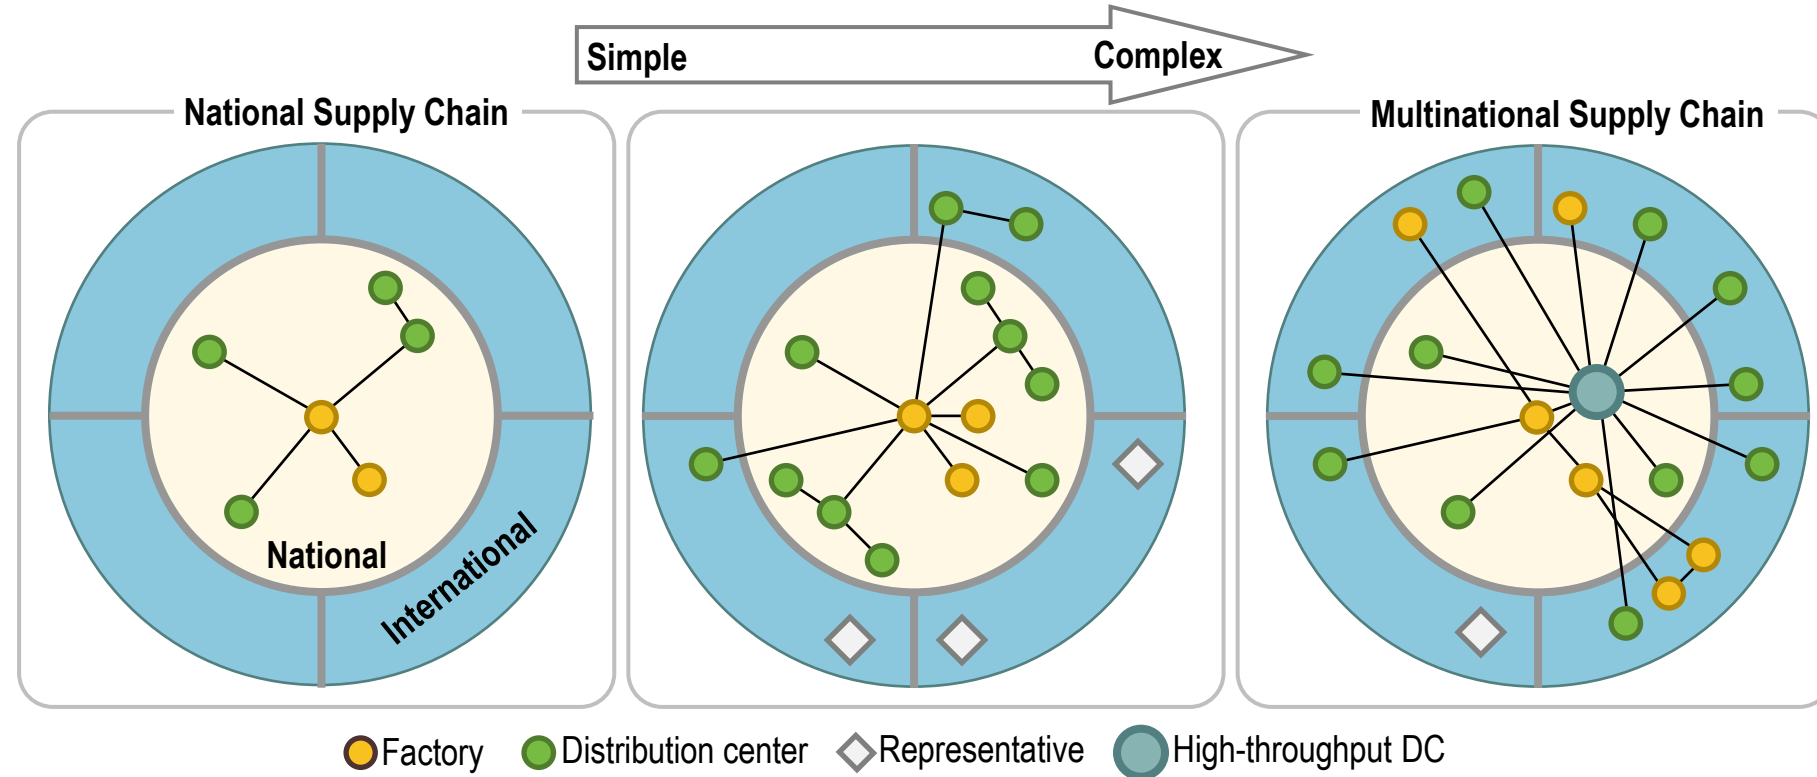 Simple
Complex
National Supply Chain
Multinational Supply Chain
National
International
Factory
Distribution center
Representative
High-throughput DC